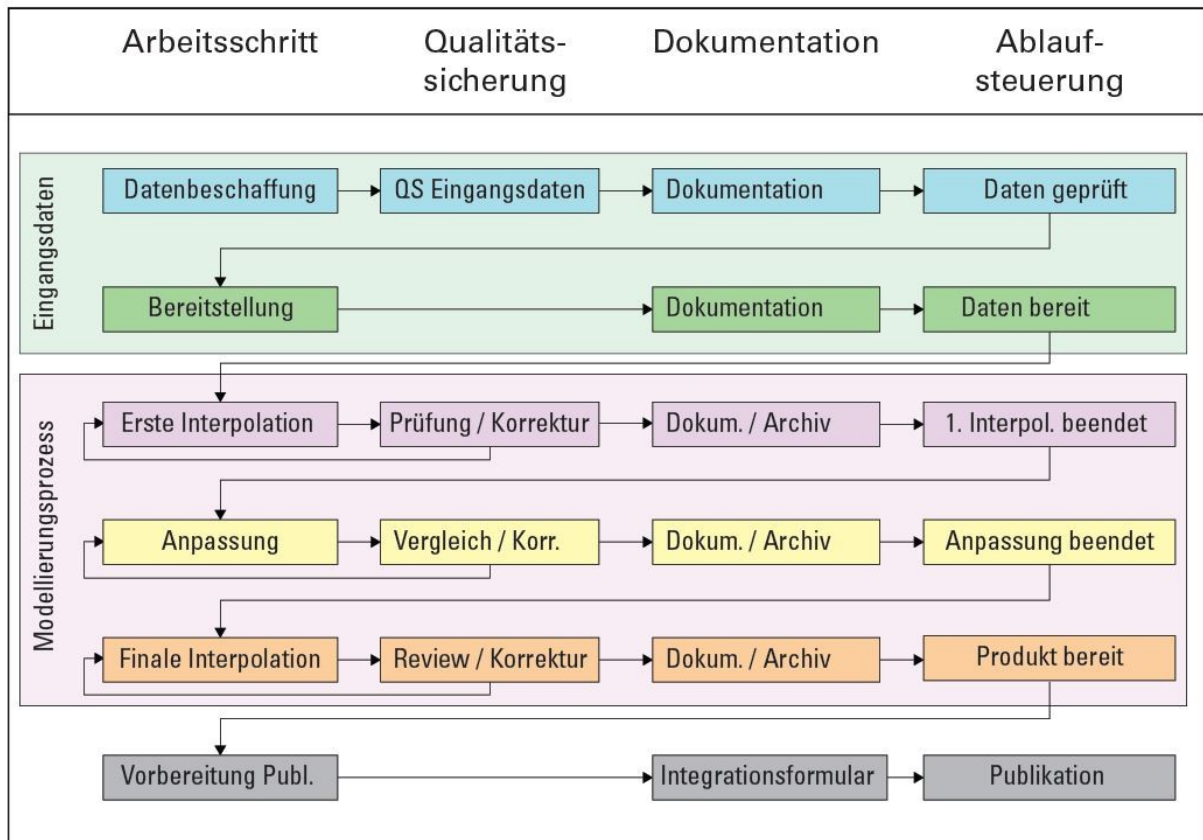 Arbeitsschritt
Qualitäts-
sicherung
Dokumentation
Ablauf-
steuerung
Eingangsdaten
Datenbeschaffung
QS Eingangsdaten
Dokumentation
Daten geprüft
Bereitstellung
Dokumentation
Daten bereit
Modellierungsprozess
Erste Interpolation
Prüfung / Korrektur
Dokum. / Archiv
1. Interpol. beendet
Anpassung
Vergleich / Korr.
Dokum. / Archiv
Anpassung beendet
Finale Interpolation
Review / Korrektur
Dokum. / Archiv
Produkt bereit
Vorbereitung Publ.
Integrationsformular
Publikation